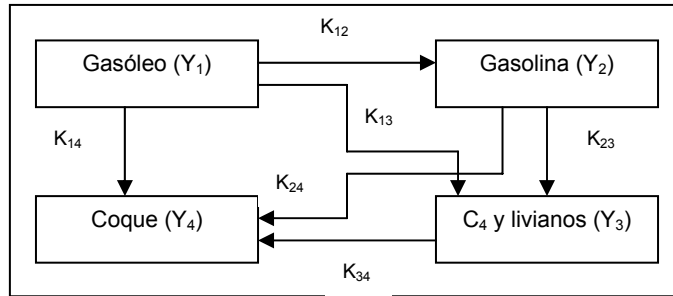 K₁₂
Gasóleo (Y₁)
Gasolina (Y₂)
K₁₃
K₁₄
K₂₃
K₂₄
Coque (Y₄)
C₄ y livianos (Y₃)
K₃₄